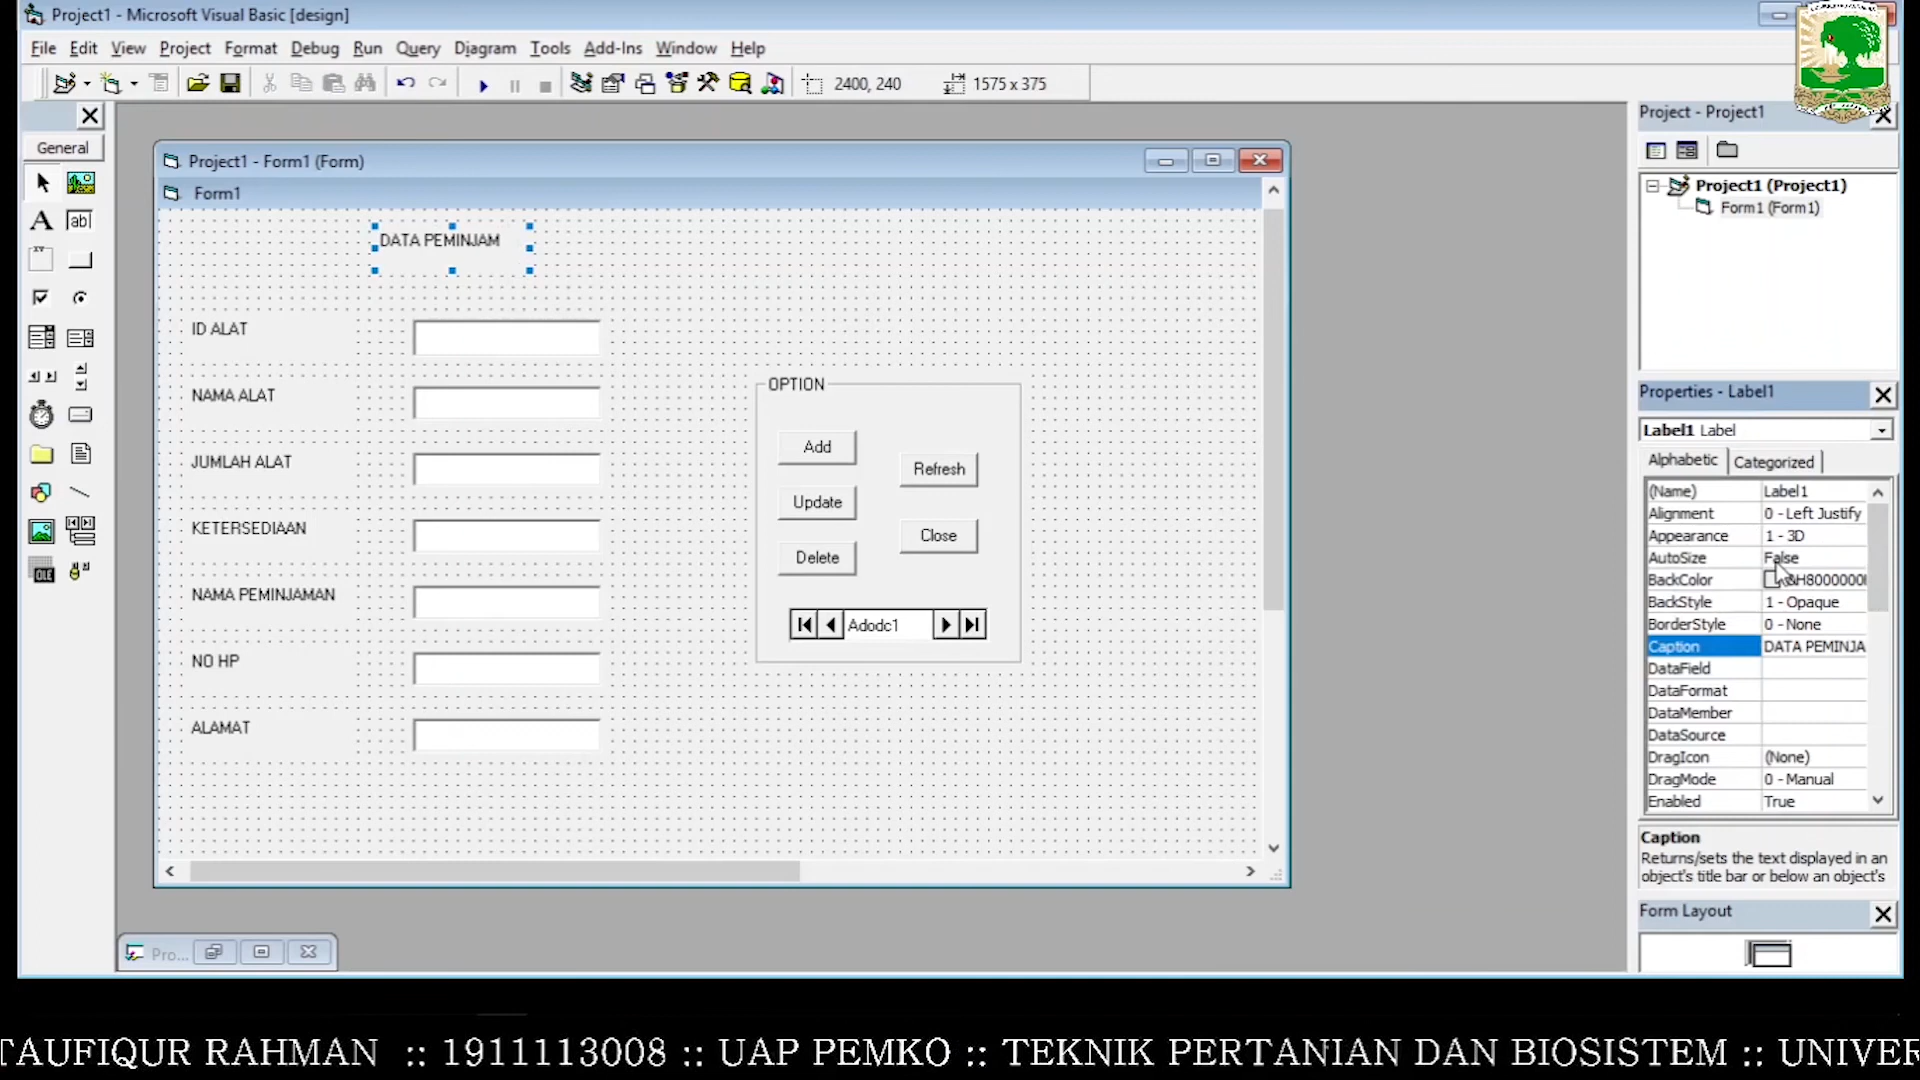 Project1 - Microsoft Visual Basic [design]
File Edit View Project Format Debug Run Query Diagram Tools Add-Ins Window Help
2400, 240 1575 x 375
General
Project1 - Form1 (Form)
Form1
DATA PEMINJAM
ID ALAT
NAMA ALAT
JUMLAH ALAT
KETERSEDIAAN
NAMA PEMINJAMAN
NO HP
ALAMAT
OPTION
Add
Update
Delete
Refresh
Close
Adodc1
Pro...
Project - Project1
Project1 (Project1)
Form1 (Form1)
Properties - Label1
Label1 Label
Alphabetic Categorized
(Name) Label1
Alignment 0 - Left Justify
Appearance 1 - 3D
AutoSize False
BackColor &H8000000
BackStyle 1 - Opaque
BorderStyle 0 - None
Caption DATA PEMINJA
DataField
DataFormat
DataMember
DataSource
DragIcon (None)
DragMode 0 - Manual
Enabled True
Caption
Returns/sets the text displayed in an
object's title bar or below an object's
Form Layout
TAUFIQUR RAHMAN :: 1911113008 :: UAP PEMKO :: TEKNIK PERTANIAN DAN BIOSISTEM :: UNIVER